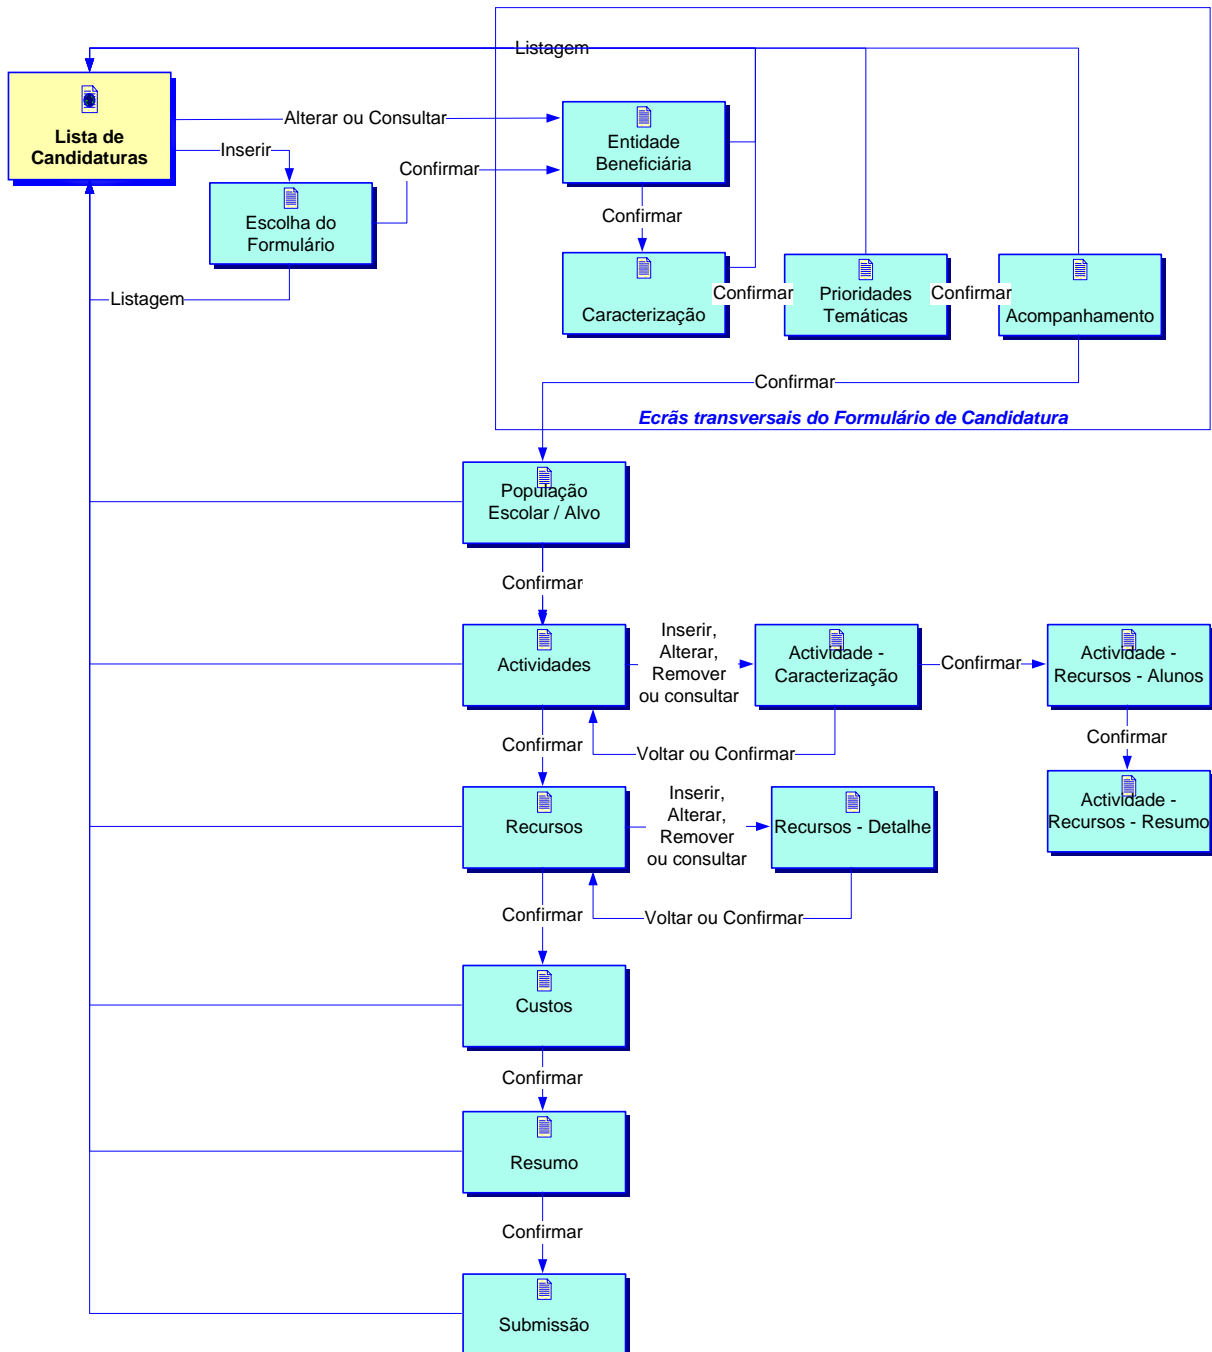 Listagem
Lista de
Candidaturas
Alterar ou Consultar
Entidade
Beneficiária
Inserir
Confirmar
Escolha do
Formulário
Confirmar
Listagem
Caracterização
Confirmar
Prioridades
Temáticas
Confirmar
Acompanhamento
Confirmar
Ecrãs transversais do Formulário de Candidatura
População
Escolar / Alvo
Confirmar
Actividades
Inserir,
Alterar,
Remover
ou consultar
Actividade -
Caracterização
Confirmar
Actividade -
Recursos - Alunos
Confirmar
Voltar ou Confirmar
Confirmar
Recursos
Inserir,
Alterar,
Remover
ou consultar
Recursos - Detalhe
Actividade -
Recursos - Resumo
Confirmar
Voltar ou Confirmar
Custos
Confirmar
Resumo
Confirmar
Submissão